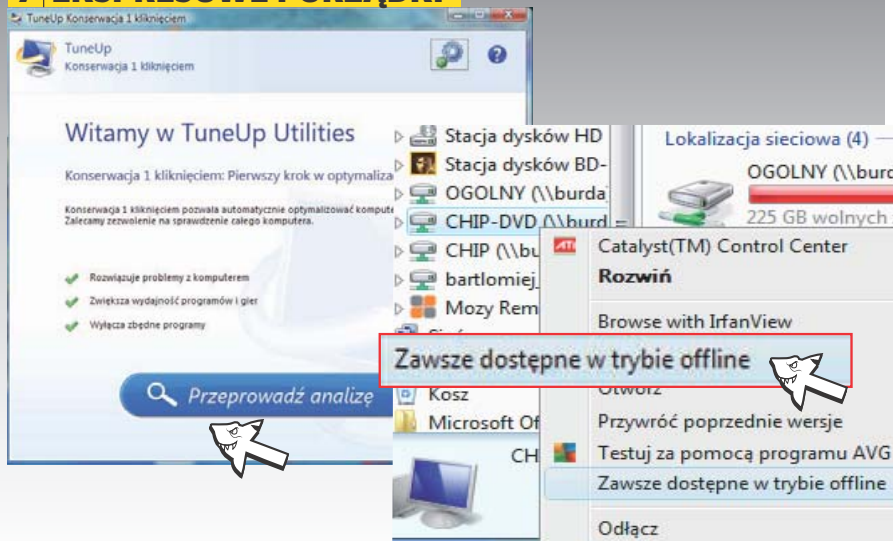 TuneUp Konserwacja 1 kliknięciem
TuneUp
Konserwacja 1 kliknięciem
Witamy w TuneUp Utilities
Konserwacja 1 kliknięciem: Pierwszy krok w optymaliza
Konserwacja 1 kliknięciem pozwala automatycznie optymalizować kompute
Zalecamy zezwolenie na sprawdzenie całego komputera.
Rozwiązuje problemy z komputerem
Zwiększa wydajność programów i gier
Wyłącza zbędne programy
Przeprowadź analizę
Stacja dysków HD
Stacja dysków BD-
OGOLNY (\\burda
CHIP-DVD (\\burd
CHIP (\\bu
bartlomiej_
Mozy Rem
Kosz
Microsoft Of
CH
Lokalizacja sieciowa (4)
OGOLNY (\\burd
225 GB wolnych
ATI
Catalyst(TM) Control Center
Rozwiń
Browse with IrfanView
Zawsze dostępne w trybie offline
Otwórz
Przywróć poprzednie wersje
Testuj za pomocą programu AVG
Zawsze dostępne w trybie offline
Odłącz